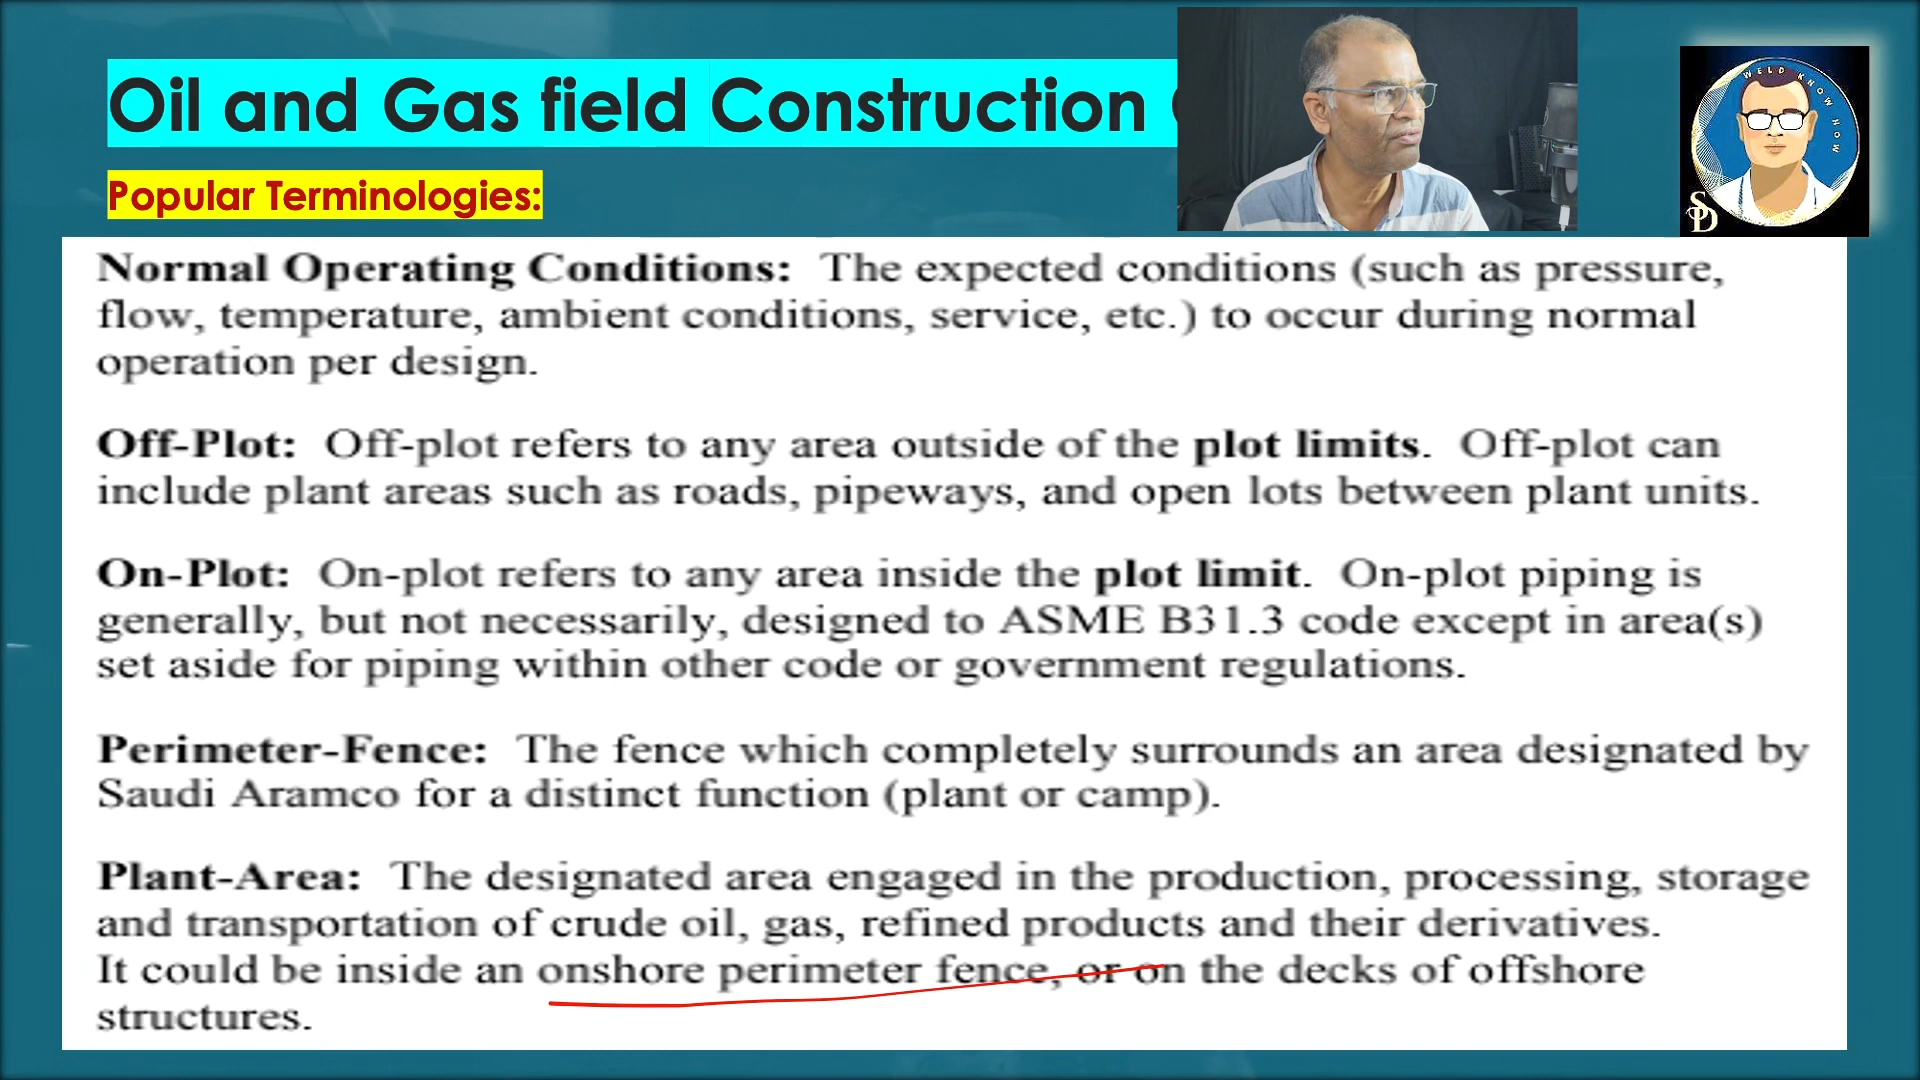 Oil and Gas field Construction
Popular Terminologies:
WELD KNOW HOW
SD
Normal Operating Conditions: The expected conditions (such as pressure,
flow, temperature, ambient conditions, service, etc.) to occur during normal
operation per design.
Off-Plot: Off-plot refers to any area outside of the plot limits. Off-plot can
include plant areas such as roads, pipeways, and open lots between plant units.
On-Plot: On-plot refers to any area inside the plot limit. On-plot piping is
generally, but not necessarily, designed to ASME B31.3 code except in area(s)
set aside for piping within other code or government regulations.
Perimeter-Fence: The fence which completely surrounds an area designated by
Saudi Aramco for a distinct function (plant or camp).
Plant-Area: The designated area engaged in the production, processing, storage
and transportation of crude oil, gas, refined products and their derivatives.
It could be inside an onshore perimeter fence, or on the decks of offshore
structures.